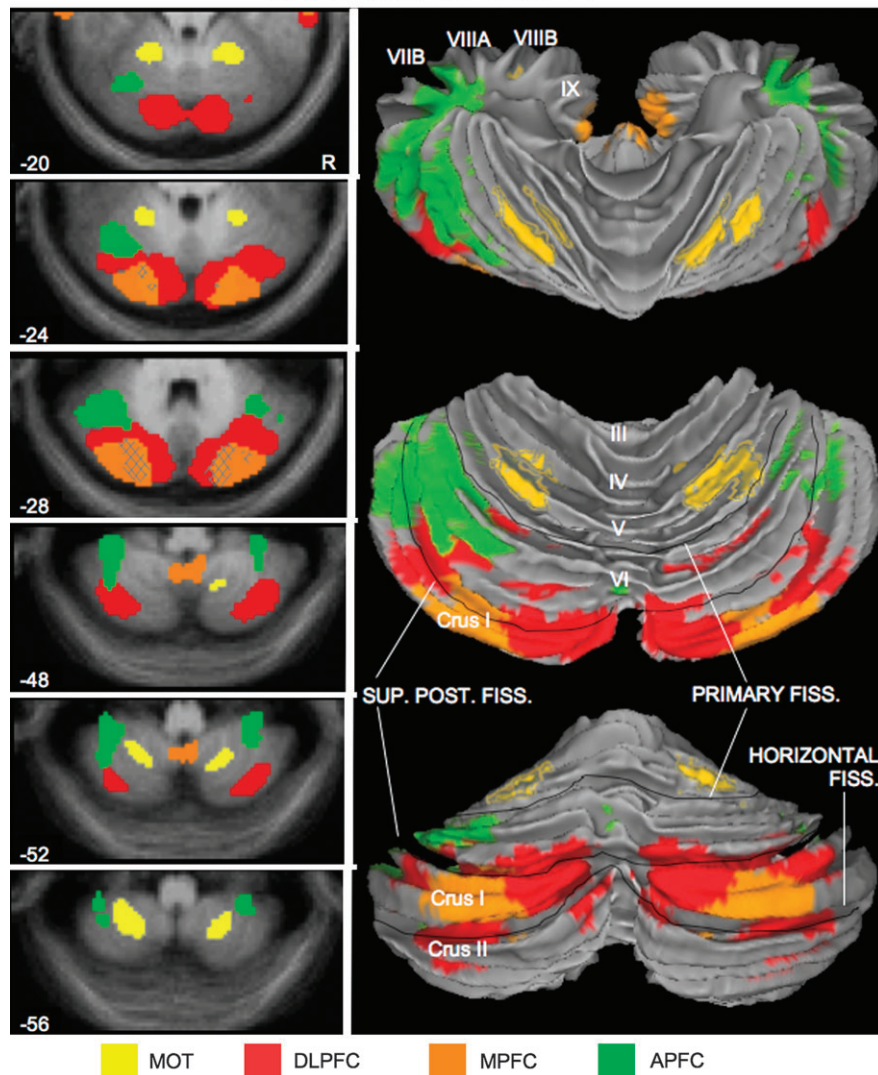 -20
R
-24
-28
-48
-52
-56
VIIB
VIIIA
VIIIB
IX
III
IV
V
VI
Crus I
SUP. POST. FISS.
PRIMARY FISS.
HORIZONTAL
FISS.
Crus I
Crus II
MOT
DLPFC
MPFC
APFC